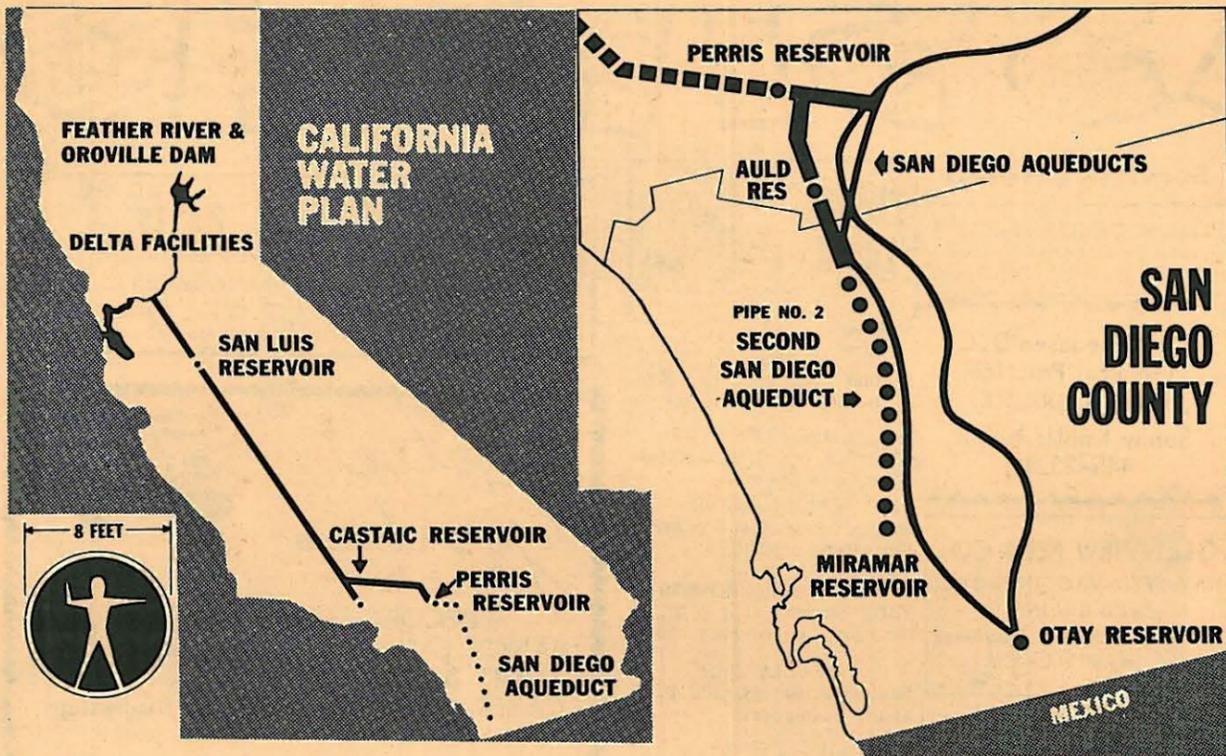 FEATHER RIVER &
OROVILLE DAM
CALIFORNIA
WATER
PLAN
DELTA FACILITIES
SAN LUIS
RESERVOIR
8 FEET
CASTAIC RESERVOIR
PERRIS
RESERVOIR
SAN DIEGO
AQUEDUCT
PERRIS RESERVOIR
AULD
RES
SAN DIEGO AQUEDUCTS
SAN
DIEGO
COUNTY
PIPE NO. 2
SECOND
SAN DIEGO
AQUEDUCT
MIRAMAR
RESERVOIR
OTAY RESERVOIR
MEXICO